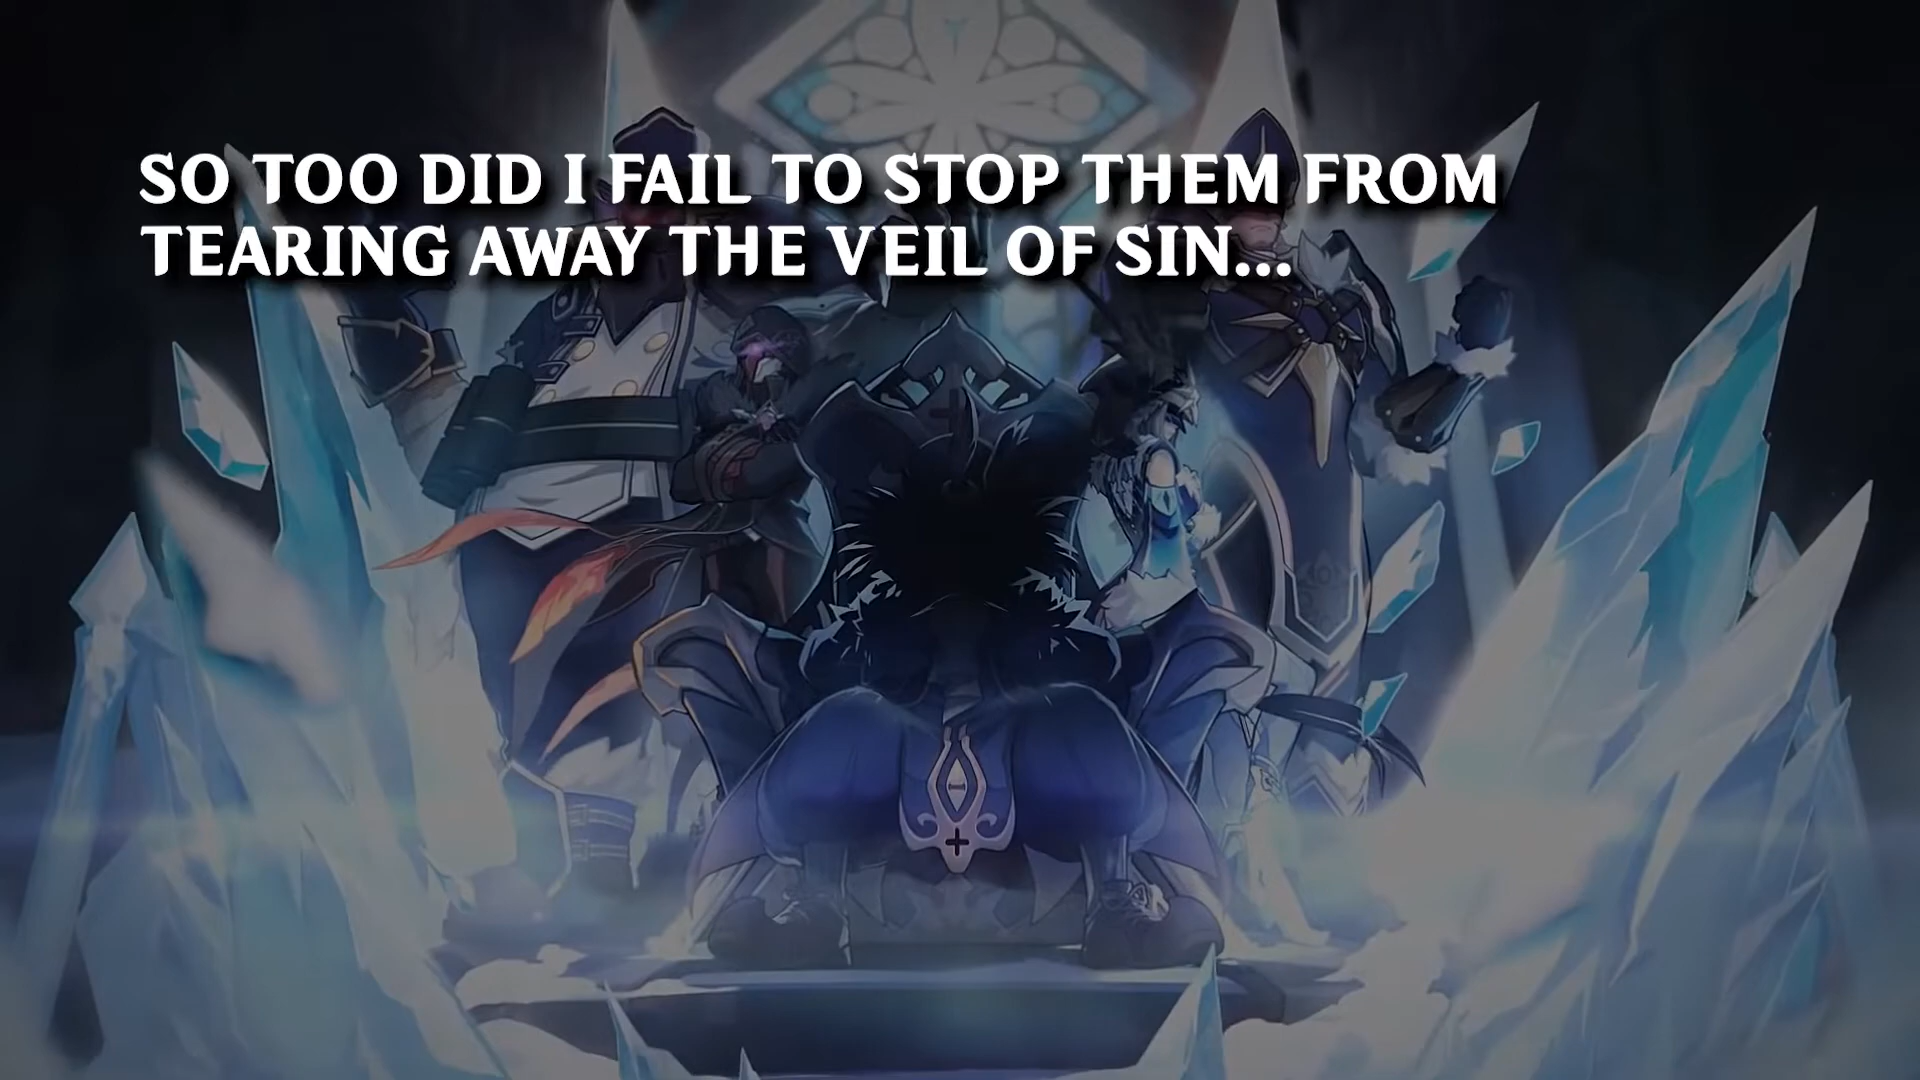 SO TOO DID I FAIL TO STOP THEM FROM
TEARING AWAY THE VEIL OF SIN...